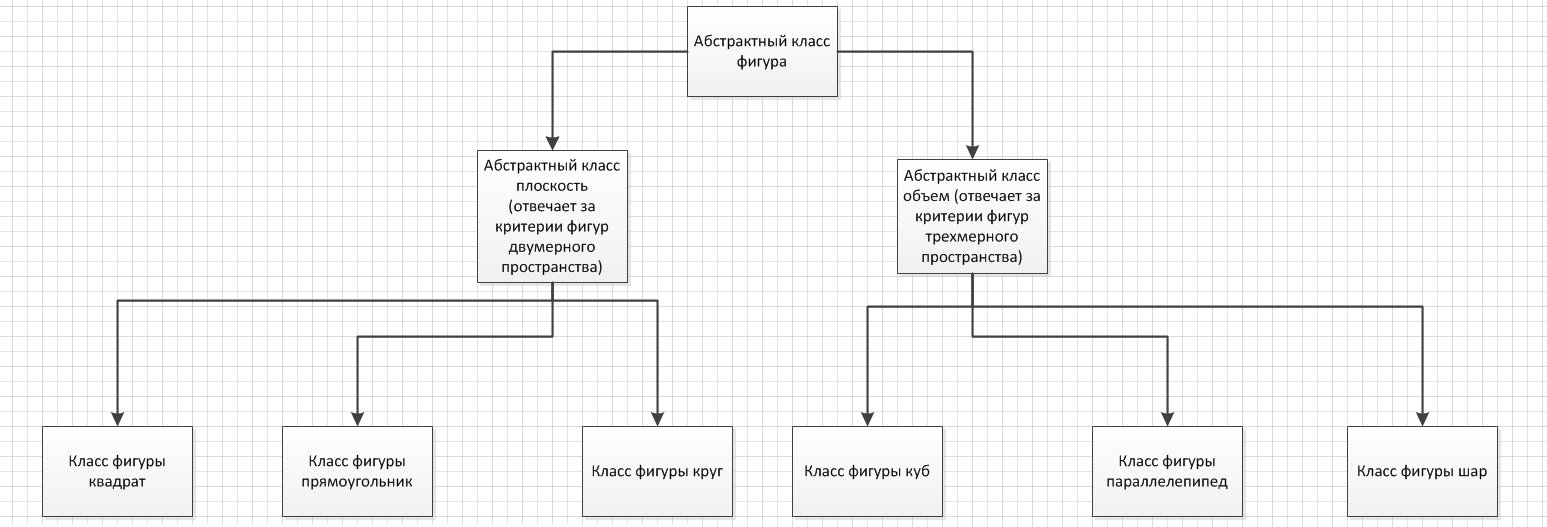 Абстрактный класс
фигура
Абстрактный класс
плоскость
(отвечает за
критерии фигур
двумерного
пространства)
Абстрактный класс
объем (отвечает за
критерии фигур
трехмерного
пространства)
Класс фигуры
квадрат
Класс фигуры
прямоугольник
Класс фигуры круг
Класс фигуры куб
Класс фигуры
параллелепипед
Класс фигуры шар